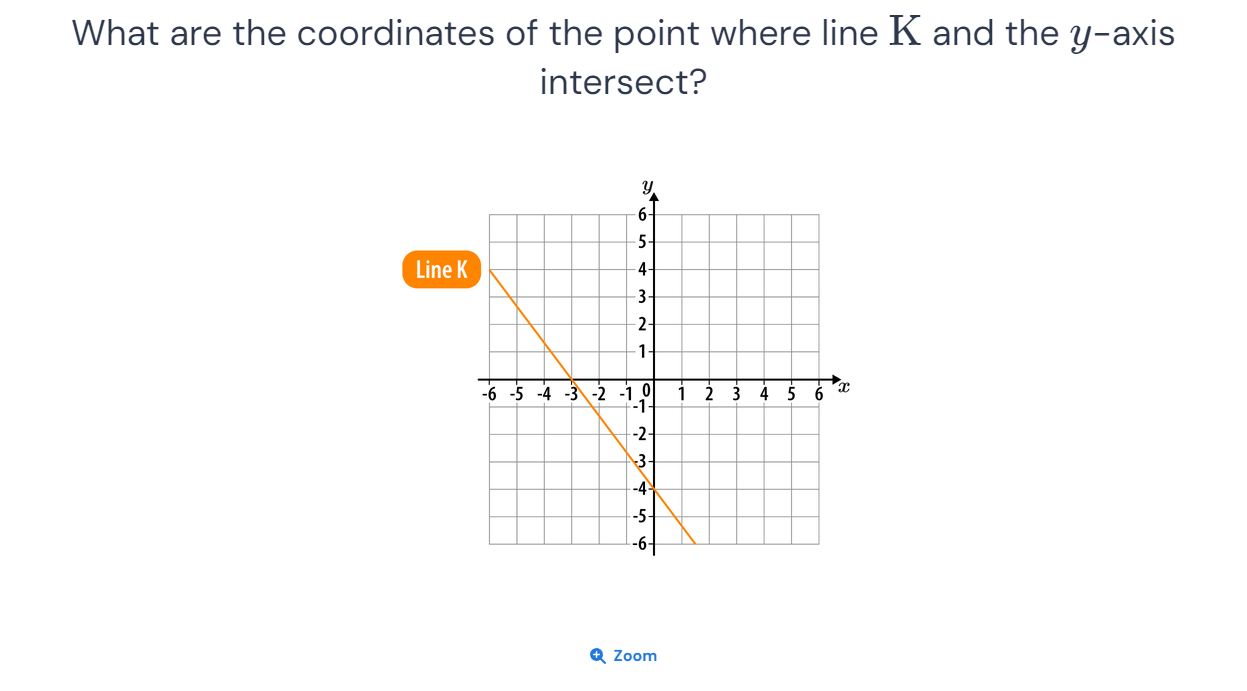 What are the coordinates of the point where line K and the y-axis
intersect?
y
6
5
Line K
4
3
2
1
-6 -5 -4 -3 -2 -1 0 1 2 3 4 5 6 x
-1
-2
-3
-4
-5
-6
Zoom